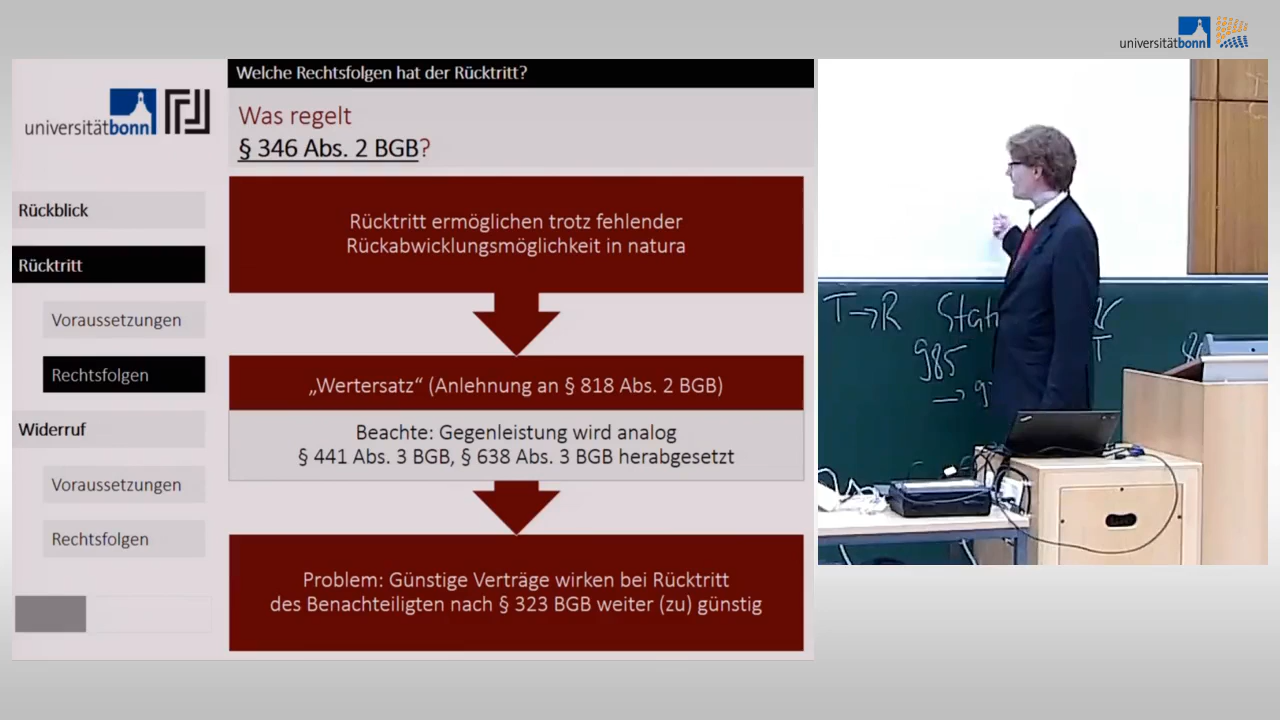 universitätbonn
Welche Rechtsfolgen hat der Rücktritt?
universitätbonn
Was regelt
§ 346 Abs. 2 BGB?
Rückblick
Rücktritt
Voraussetzungen
Rechtsfolgen
Widerruf
Voraussetzungen
Rechtsfolgen
Rücktritt ermöglichen trotz fehlender
Rückabwicklungsmöglichkeit in natura
„Wertersatz“ (Anlehnung an § 818 Abs. 2 BGB)
Beachte: Gegenleistung wird analog
§ 441 Abs. 3 BGB, § 638 Abs. 3 BGB herabgesetzt
Problem: Günstige Verträge wirken bei Rücktritt
des Benachteiligten nach § 323 BGB weiter (zu) günstig
T→R
985